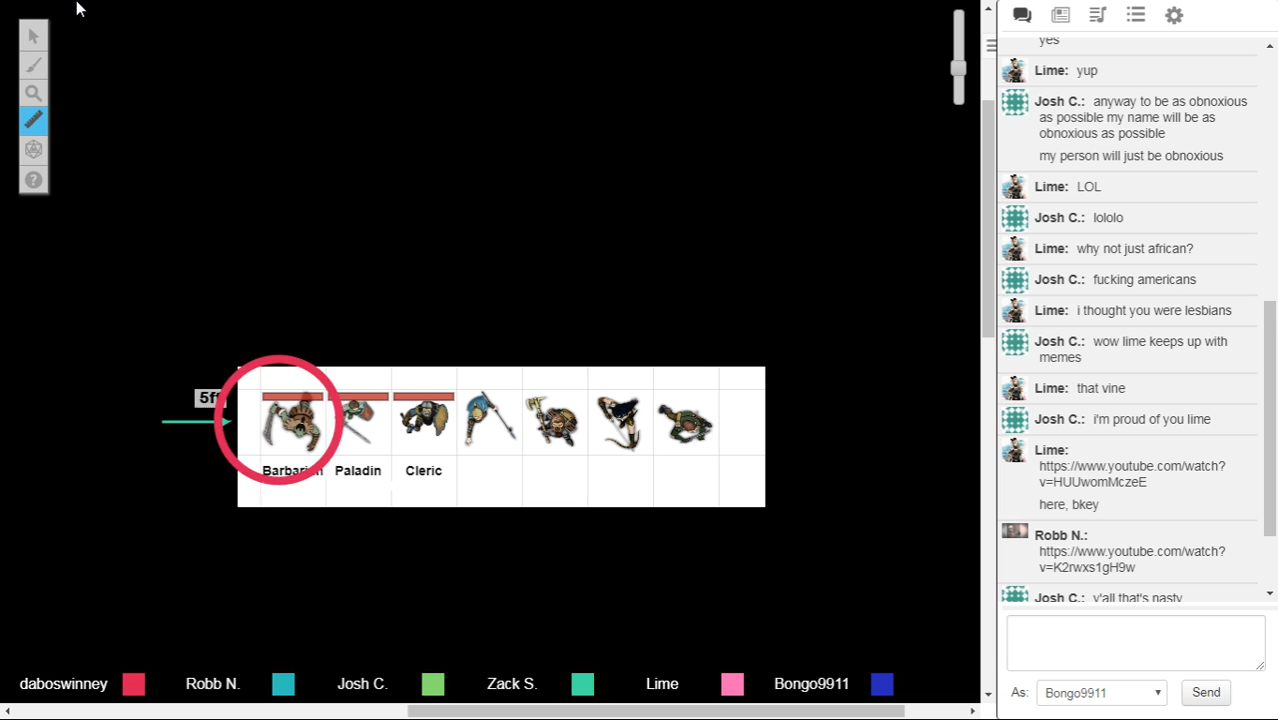 yes
Lime: yup
Josh C.: anyway to be as obnoxious
as possible my name will be as
obnoxious as possible
my person will just be obnoxious
Lime: LOL
Josh C.: lololo
Lime: why not just african?
Josh C.: fucking americans
Lime: i thought you were lesbians
Josh C.: wow lime keeps up with
memes
Lime: that vine
Josh C.: i'm proud of you lime
Lime:
https://www.youtube.com/watch?
v=HUUwomMczeE
here, bkey
Robb N.:
https://www.youtube.com/watch?
v=K2rwxs1gH9w
Josh C.: y'all that's nasty
5ft
Barbarian Paladin Cleric
daboswinney Robb N. Josh C. Zack S. Lime Bongo9911
As: Bongo9911 Send